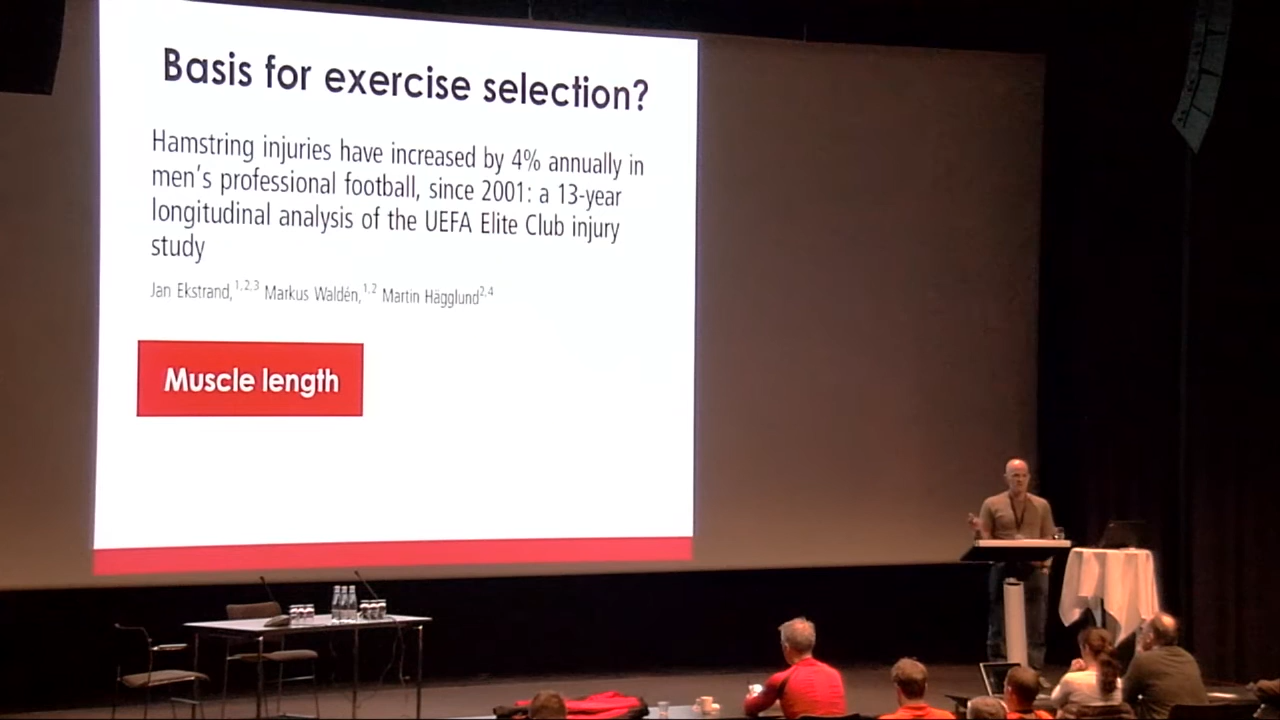 Basis for exercise selection?
Hamstring injuries have increased by 4% annually in
men's professional football, since 2001: a 13-year
longitudinal analysis of the UEFA Elite Club injury
study
Jan Ekstrand,1,2,3 Markus Waldén,1,2 Martin Hägglund2,4
Muscle length